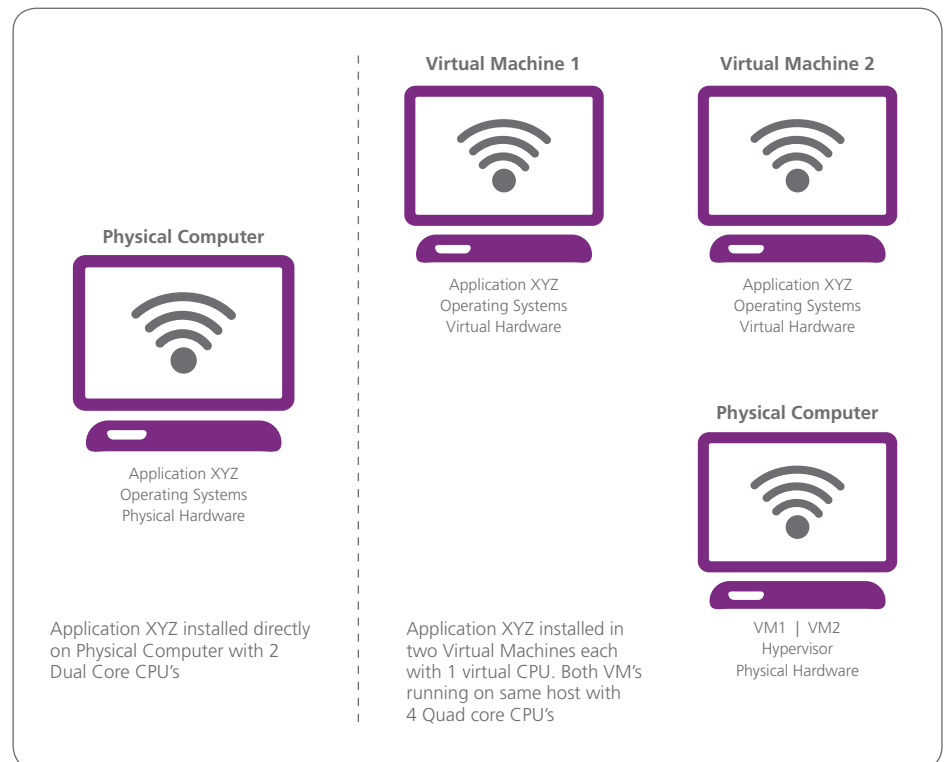 Physical Computer
Application XYZ
Operating Systems
Physical Hardware
Application XYZ installed directly
on Physical Computer with 2
Dual Core CPU's
Virtual Machine 1
Application XYZ
Operating Systems
Virtual Hardware
Virtual Machine 2
Application XYZ
Operating Systems
Virtual Hardware
Physical Computer
VM1 | VM2
Hypervisor
Physical Hardware
Application XYZ installed in
two Virtual Machines each
with 1 virtual CPU. Both VM's
running on same host with
4 Quad core CPU's